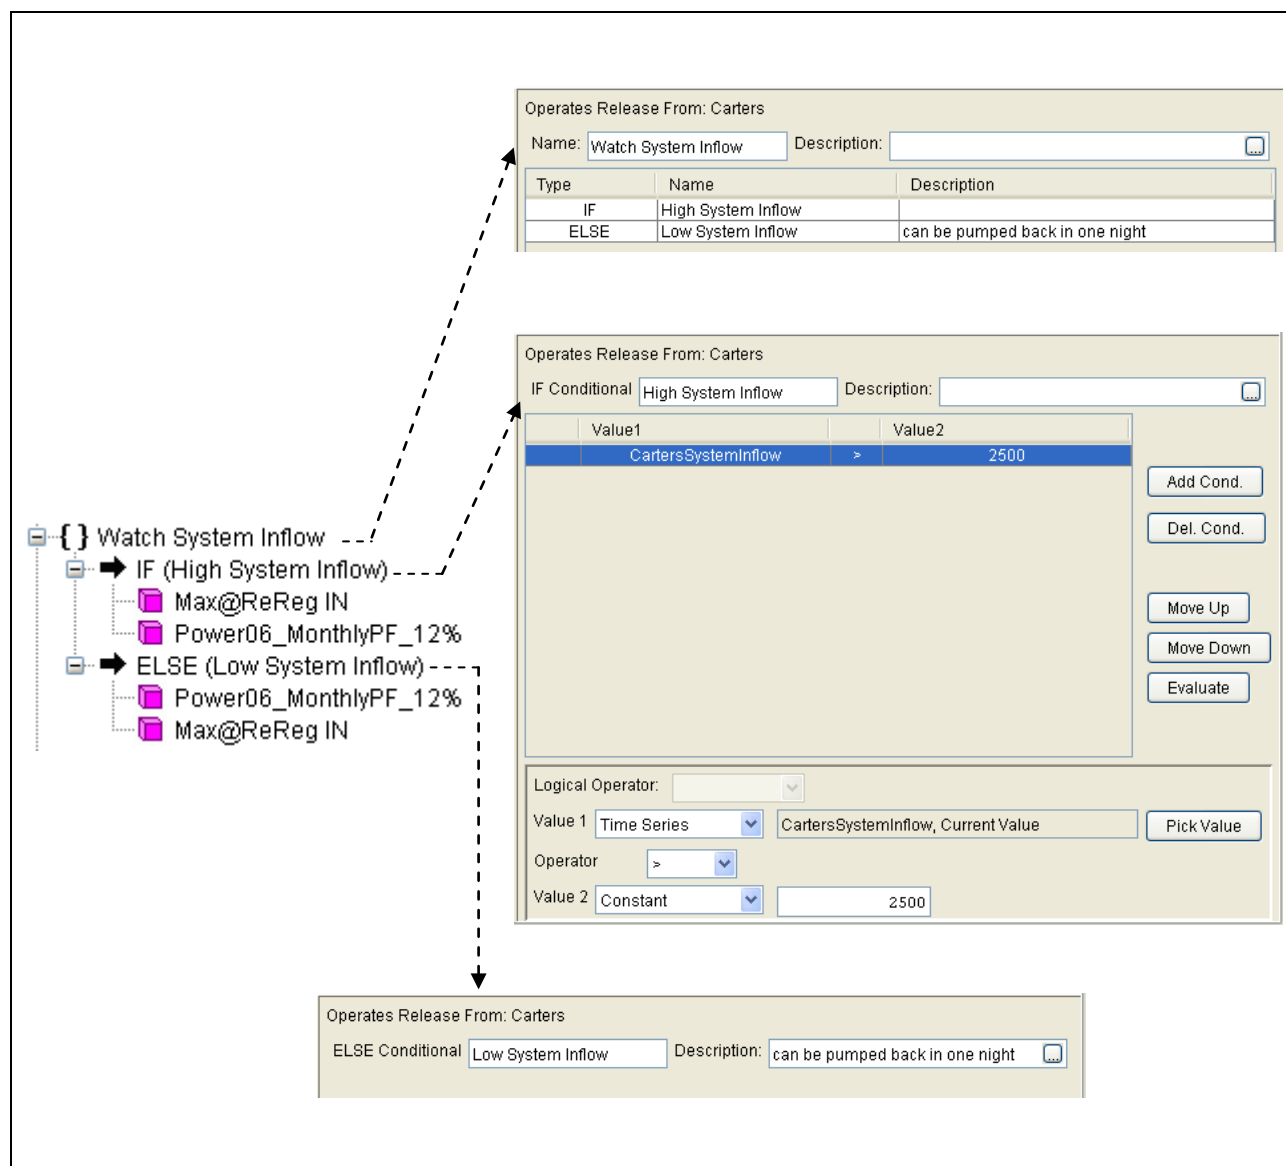 Operates Release From: Carters
Name: Watch System Inflow Description: ...
Type Name Description
IF High System Inflow
ELSE Low System Inflow can be pumped back in one night
Operates Release From: Carters
IF Conditional High System Inflow Description: ...
Value1 Value2
CartersSystemInflow > 2500
Add Cond.
Del. Cond.
Move Up
Move Down
Evaluate
Logical Operator:
Value 1 Time Series CartersSystemInflow, Current Value Pick Value
Operator >
Value 2 Constant 2500
{ } Watch System Inflow
IF (High System Inflow)
Max@ReReg IN
Power06_MonthlyPF_12%
ELSE (Low System Inflow)
Power06_MonthlyPF_12%
Max@ReReg IN
Operates Release From: Carters
ELSE Conditional Low System Inflow Description: can be pumped back in one night ...